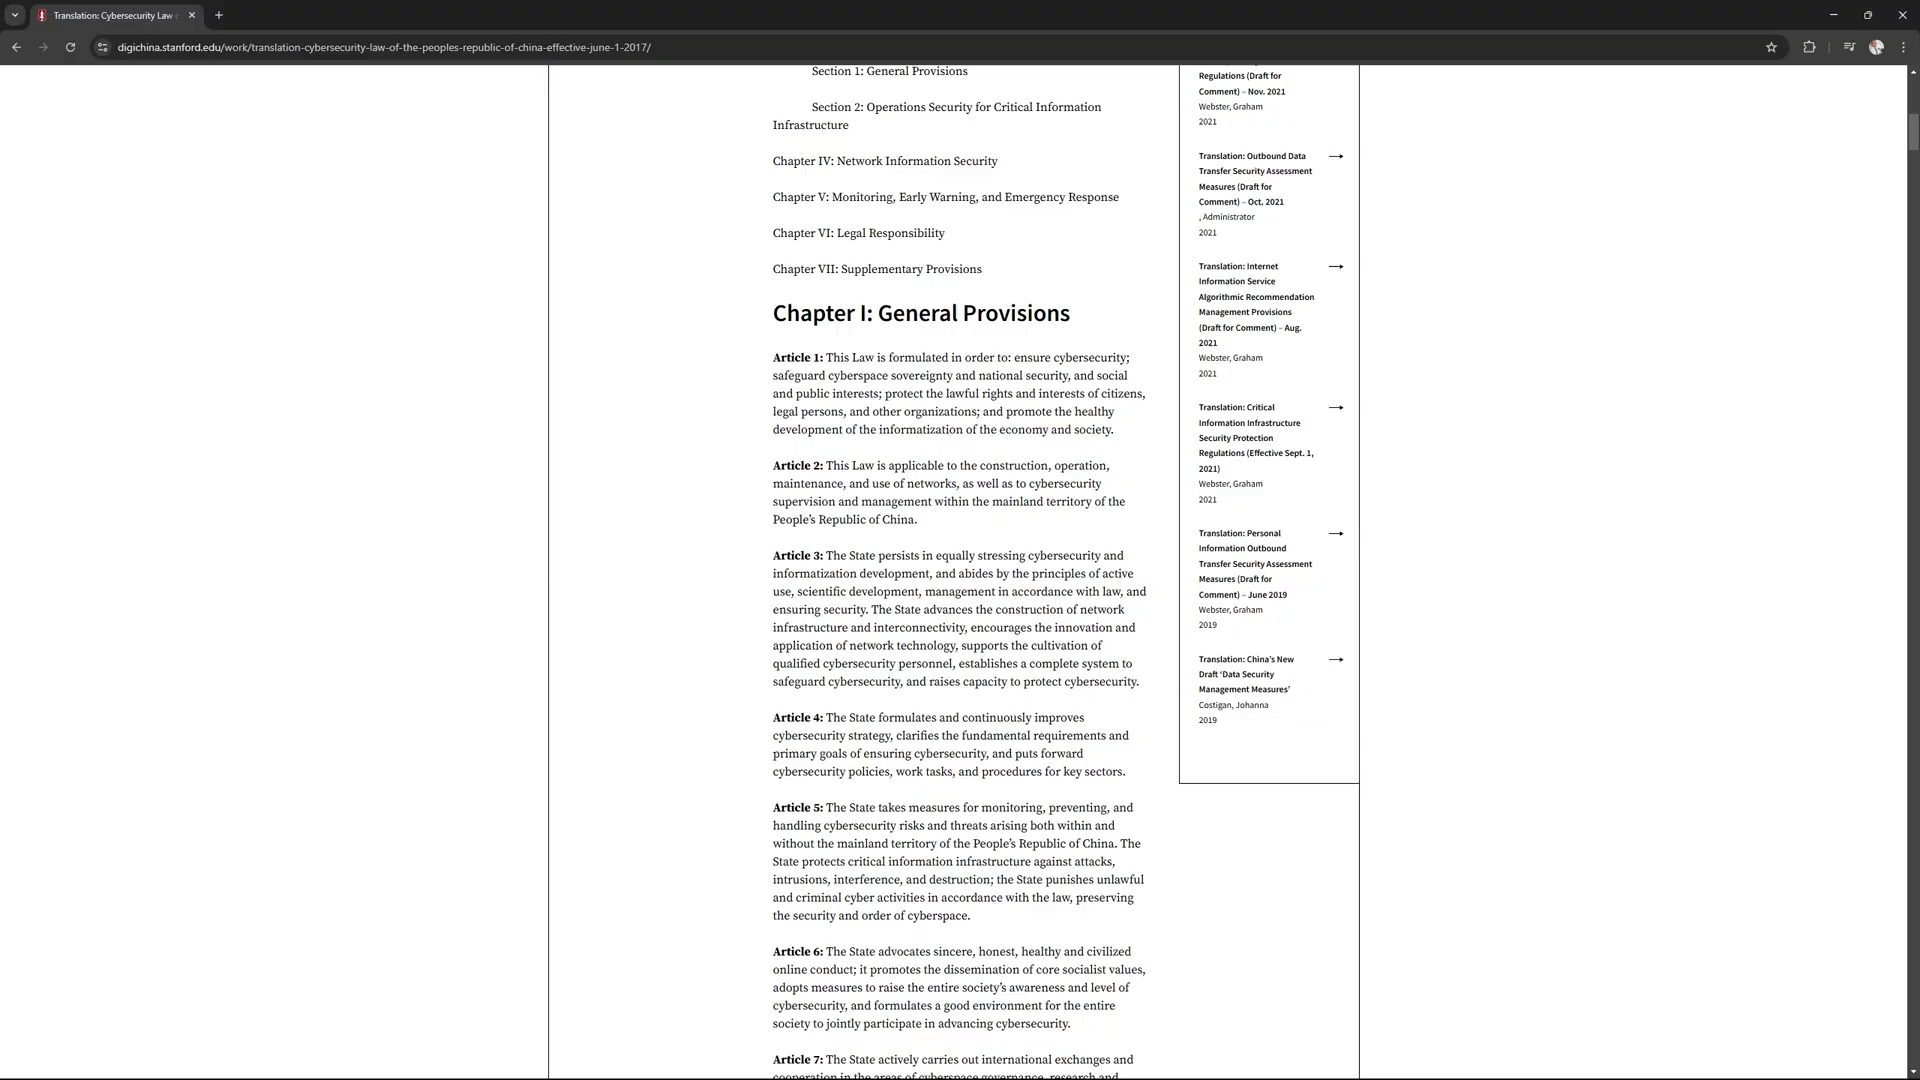 Translation: Cybersecurity Law
digichina.stanford.edu/work/translation-cybersecurity-law-of-the-peoples-republic-of-china-effective-june-1-2017/
Section 1: General Provisions
Section 2: Operations Security for Critical Information
Infrastructure
Chapter IV: Network Information Security
Chapter V: Monitoring, Early Warning, and Emergency Response
Chapter VI: Legal Responsibility
Chapter VII: Supplementary Provisions
Chapter I: General Provisions
Article 1: This Law is formulated in order to: ensure cybersecurity;
safeguard cyberspace sovereignty and national security, and social
and public interests; protect the lawful rights and interests of citizens,
legal persons, and other organizations; and promote the healthy
development of the informatization of the economy and society.
Article 2: This Law is applicable to the construction, operation,
maintenance, and use of networks, as well as to cybersecurity
supervision and management within the mainland territory of the
People’s Republic of China.
Article 3: The State persists in equally stressing cybersecurity and
informatization development, and abides by the principles of active
use, scientific development, management in accordance with law, and
ensuring security. The State advances the construction of network
infrastructure and interconnectivity, encourages the innovation and
application of network technology, supports the cultivation of
qualified cybersecurity personnel, establishes a complete system to
safeguard cybersecurity, and raises capacity to protect cybersecurity.
Article 4: The State formulates and continuously improves
cybersecurity strategy, clarifies the fundamental requirements and
primary goals of ensuring cybersecurity, and puts forward
cybersecurity policies, work tasks, and procedures for key sectors.
Article 5: The State takes measures for monitoring, preventing, and
handling cybersecurity risks and threats arising both within and
without the mainland territory of the People’s Republic of China. The
State protects critical information infrastructure against attacks,
intrusions, interference, and destruction; the State punishes unlawful
and criminal cyber activities in accordance with the law, preserving
the security and order of cyberspace.
Article 6: The State advocates sincere, honest, healthy and civilized
online conduct; it promotes the dissemination of core socialist values,
adopts measures to raise the entire society’s awareness and level of
cybersecurity, and formulates a good environment for the entire
society to jointly participate in advancing cybersecurity.
Article 7: The State actively carries out international exchanges and
cooperation in the areas of cyberspace governance, research and
Regulations (Draft for
Comment) – Nov. 2021
Webster, Graham
2021
Translation: Outbound Data
Transfer Security Assessment
Measures (Draft for
Comment) – Oct. 2021
, Administrator
2021
Translation: Internet
Information Service
Algorithmic Recommendation
Management Provisions
(Draft for Comment) – Aug.
2021
Webster, Graham
2021
Translation: Critical
Information Infrastructure
Security Protection
Regulations (Effective Sept. 1,
2021)
Webster, Graham
2021
Translation: Personal
Information Outbound
Transfer Security Assessment
Measures (Draft for
Comment) – June 2019
Webster, Graham
2019
Translation: China’s New
Draft ‘Data Security
Management Measures’
Costigan, Johanna
2019